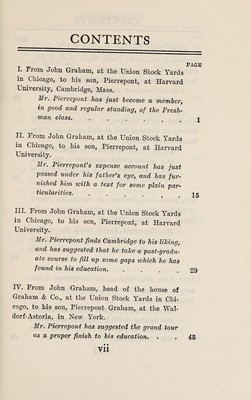 CONTENTS
PAGE
I. From John Graham, at the Union Stock Yards
in Chicago, to his son, Pierrepont, at Harvard
University, Cambridge, Mass.
Mr. Pierrepont has just become a member,
in good and regular standing, of the Fresh-
man class. . . . . . . 1
II. From John Graham, at the Union Stock Yards
in Chicago, to his son, Pierrepont, at Harvard
University.
Mr. Pierrepont's expense account has just
passed under his father's eye, and has fur-
nished him with a text for some plain par-
ticularities. . . . . . 15
III. From John Graham, at the Union Stock Yards
in Chicago, to his son, Pierrepont, at Harvard
University.
Mr. Pierrepont finds Cambridge to his liking,
and has suggested that he take a post-gradu-
ate course to fill up some gaps which he has
found in his education. . . . . 29
IV. From John Graham, head of the house of
Graham & Co., at the Union Stock Yards in Chi-
cago, to his son, Pierrepont Graham, at the Wal-
dorf-Astoria, in New York.
Mr. Pierrepont has suggested the grand tour
as a proper finish to his education. . . 45
vii